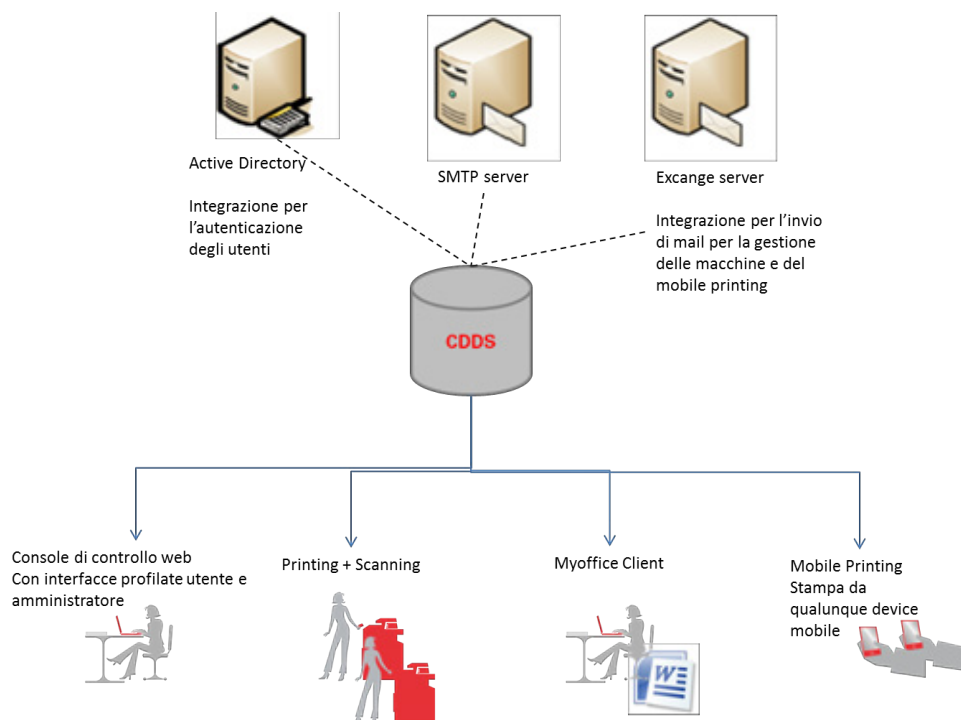 Active Directory
SMTP server
Excange server
Integrazione per
l'autenticazione
degli utenti
Integrazione per l'invio
di mail per la gestione
delle macchine e del
mobile printing
CDDS
Console di controllo web
Con interfacce profilate utente e
amministratore
Printing + Scanning
Myoffice Client
Mobile Printing
Stampa da
qualunque device
mobile
W